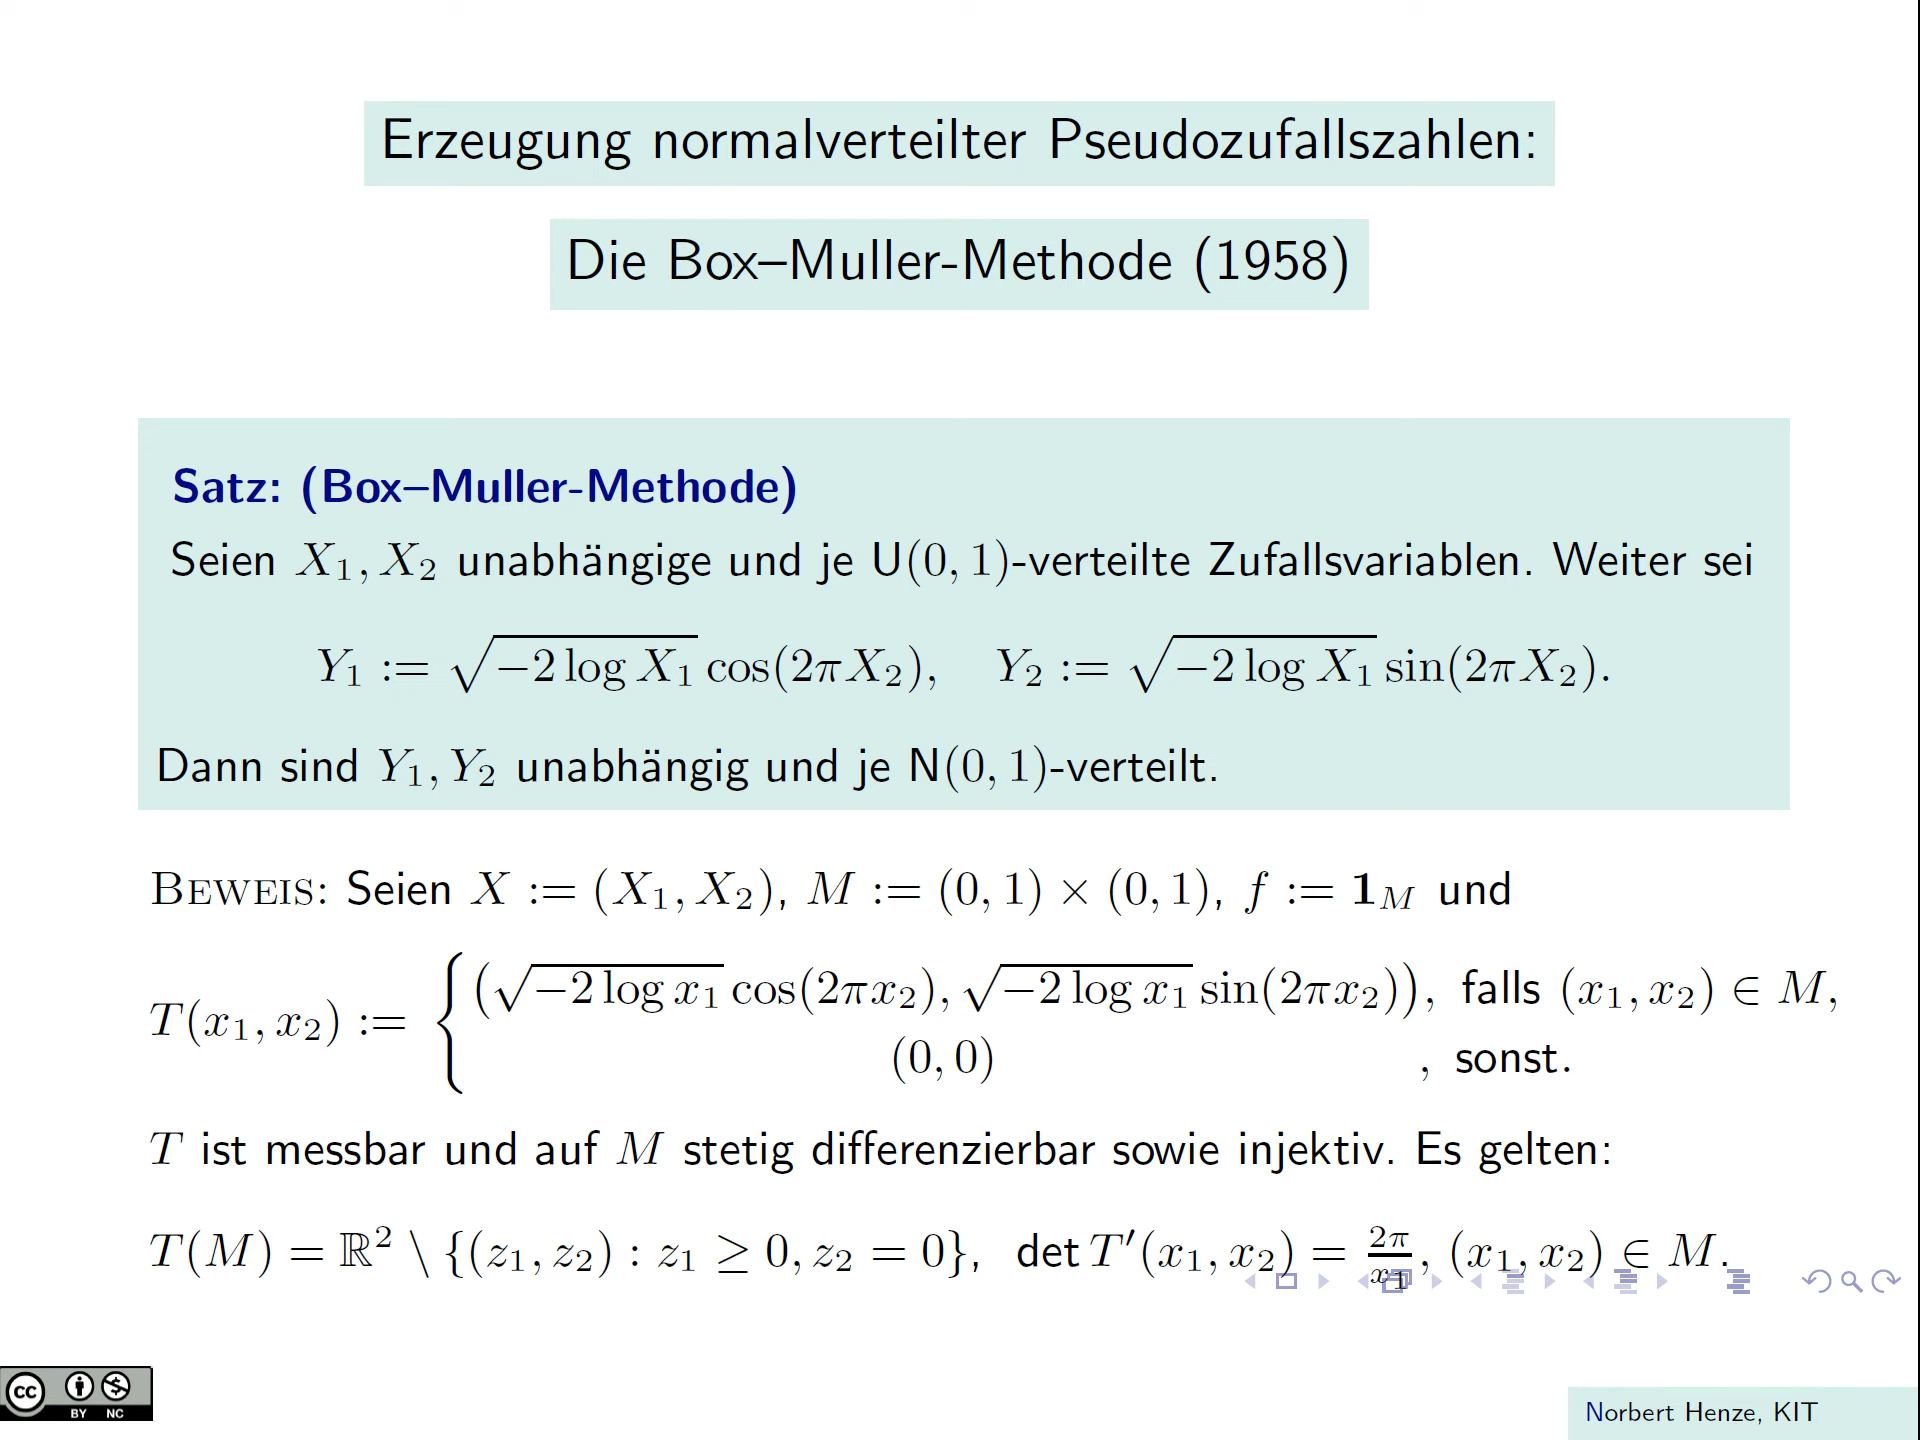 Erzeugung normalverteilter Pseudozufallszahlen:
Die Box–Muller-Methode (1958)
Satz: (Box–Muller-Methode)
Seien X₁, X₂ unabhängige und je U(0, 1)-verteilte Zufallsvariablen. Weiter sei
Y₁ := √(−2 log X₁) cos(2πX₂), Y₂ := √(−2 log X₁) sin(2πX₂).
Dann sind Y₁, Y₂ unabhängig und je N(0, 1)-verteilt.
BEWEIS: Seien X := (X₁, X₂), M := (0, 1) × (0, 1), f := 𝟏_M und
T(x₁, x₂) := { (√(−2 log x₁) cos(2πx₂), √(−2 log x₁) sin(2πx₂)), falls (x₁, x₂) ∈ M,
(0, 0) , sonst.
T ist messbar und auf M stetig differenzierbar sowie injektiv. Es gelten:
T(M) = ℝ² \ {(z₁, z₂) : z₁ ≥ 0, z₂ = 0}, det T′(x₁, x₂) = 2π/x₁, (x₁, x₂) ∈ M.
cc BY NC
Norbert Henze, KIT